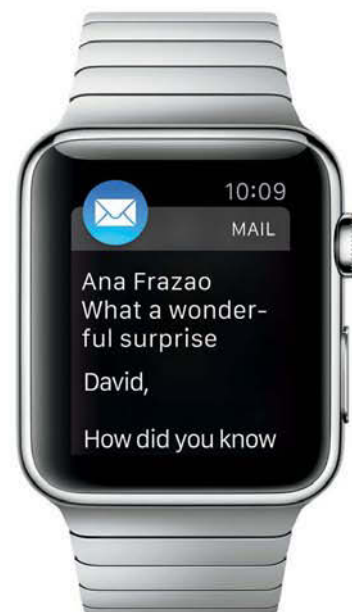 10:09
MAIL
Ana Frazao
What a wonder-
ful surprise
David,
How did you know